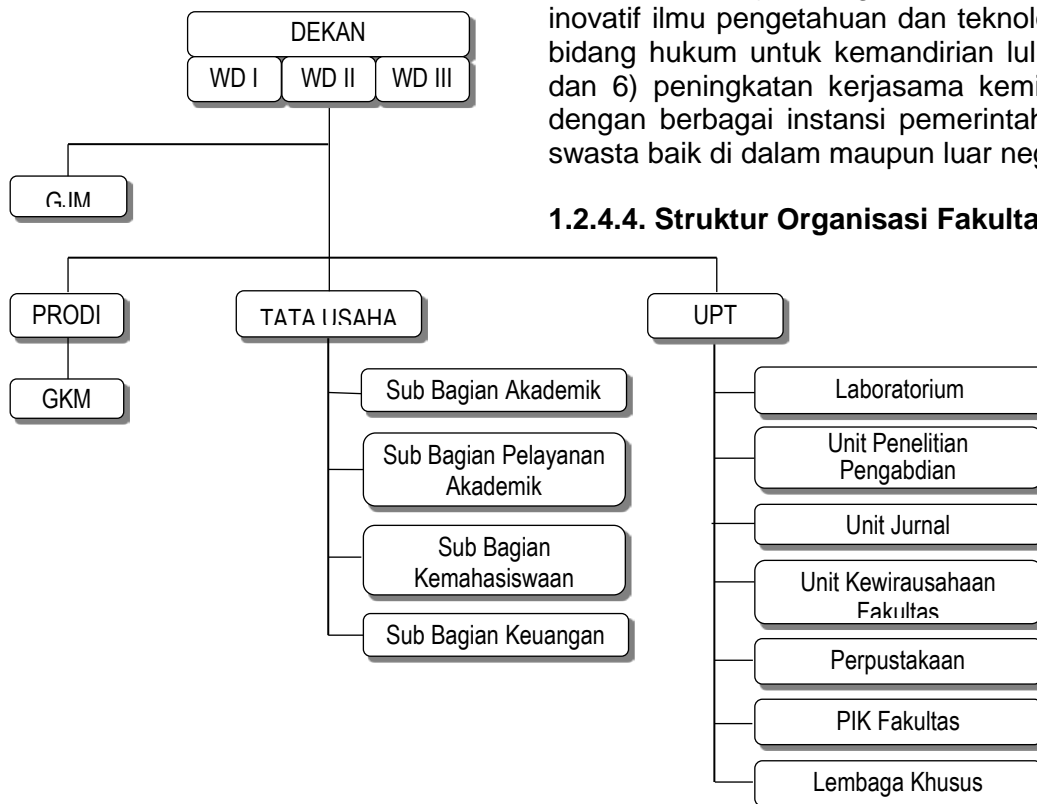 inovatif ilmu pengetahuan dan teknolo
bidang hukum untuk kemandirian lul
dan 6) peningkatan kerjasama kemi
dengan berbagai instansi pemerintah
swasta baik di dalam maupun luar neg
1.2.4.4. Struktur Organisasi Fakulta
DEKAN
WD I WD II WD III
GJM
PRODI
TATA USAHA
UPT
GKM
Sub Bagian Akademik
Sub Bagian Pelayanan
Akademik
Sub Bagian
Kemahasiswaan
Sub Bagian Keuangan
Laboratorium
Unit Penelitian
Pengabdian
Unit Jurnal
Unit Kewirausahaan
Fakultas
Perpustakaan
PIK Fakultas
Lembaga Khusus